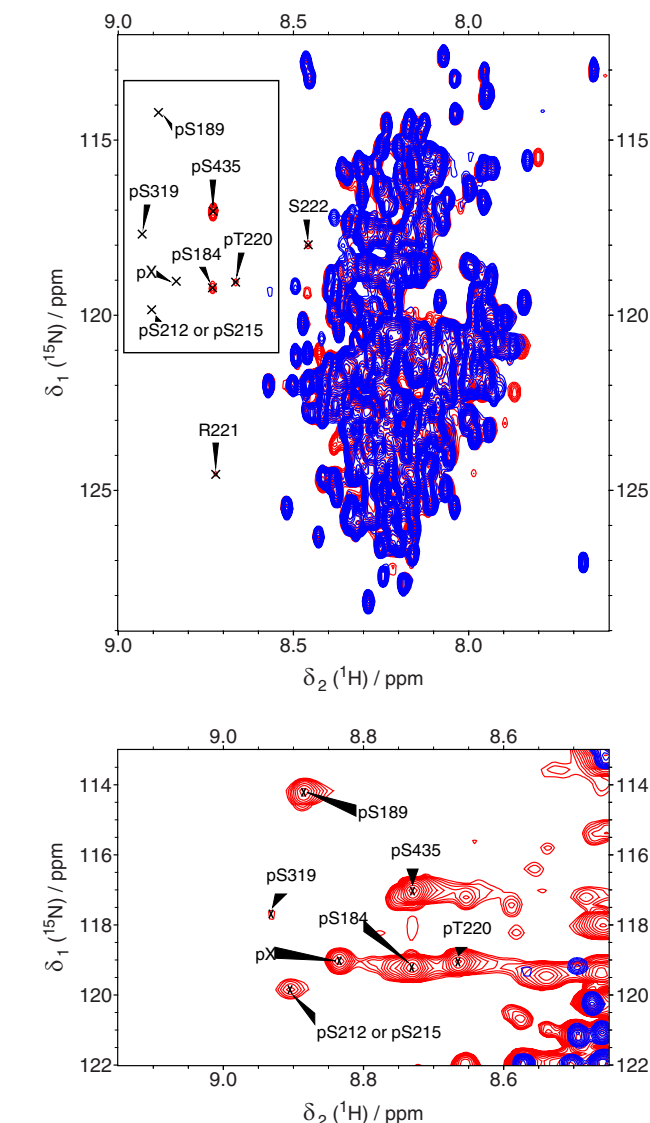 9.0 8.5 8.0
115 115
120 120
125 125
δ1 (15N) / ppm
pS189
pS435
pS319
pT220
pS184
pX
pS212 or pS215
S222
R221
9.0 8.5 8.0
δ2 (1H) / ppm
9.0 8.8 8.6
114 114
116 116
118 118
120 120
122 122
δ1 (15N) / ppm
pS189
pS435
pS319
pS184
pT220
pX
pS212 or pS215
9.0 8.8 8.6
δ2 (1H) / ppm